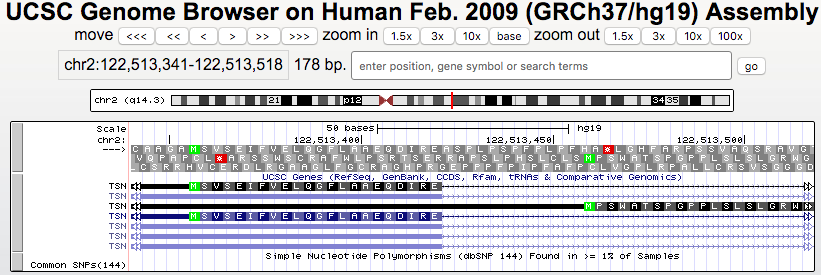 UCSC Genome Browser on Human Feb. 2009 (GRCh37/hg19) Assembly
move <<< << < > >> >>> zoom in 1.5x 3x 10x base zoom out 1.5x 3x 10x 100x
chr2:122,513,341-122,513,518 178 bp. enter position, gene symbol or search terms go
chr2 (q14.3) 21 p12 34 35
Scale 50 bases hg19
chr2: 122,513,400 122,513,450 122,513,500
--->
UCSC Genes (RefSeq, GenBank, CCDS, Rfam, tRNAs & Comparative Genomics)
TSN M S V S E I F V E L Q G F L A A E Q D I R E
TSN
TSN M P S W A T S P G P P L S L S L G R W
TSN M S V S E I F V E L Q G F L A A E Q D I R E
TSN
TSN
TSN
Simple Nucleotide Polymorphisms (dbSNP 144) Found in >= 1% of Samples
Common SNPs(144)